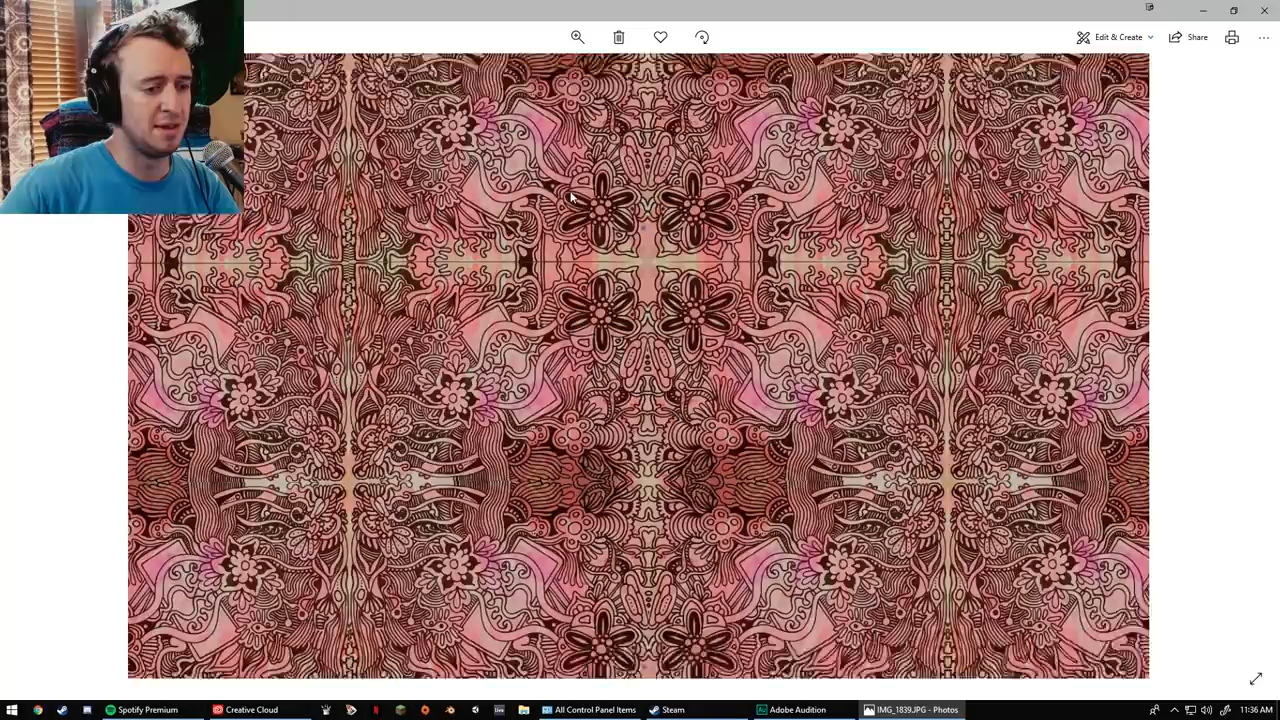 Edit & Create
Share
Spotify Premium
Creative Cloud
All Control Panel Items
Steam
Adobe Audition
IMG_1839.JPG - Photos
11:36 AM